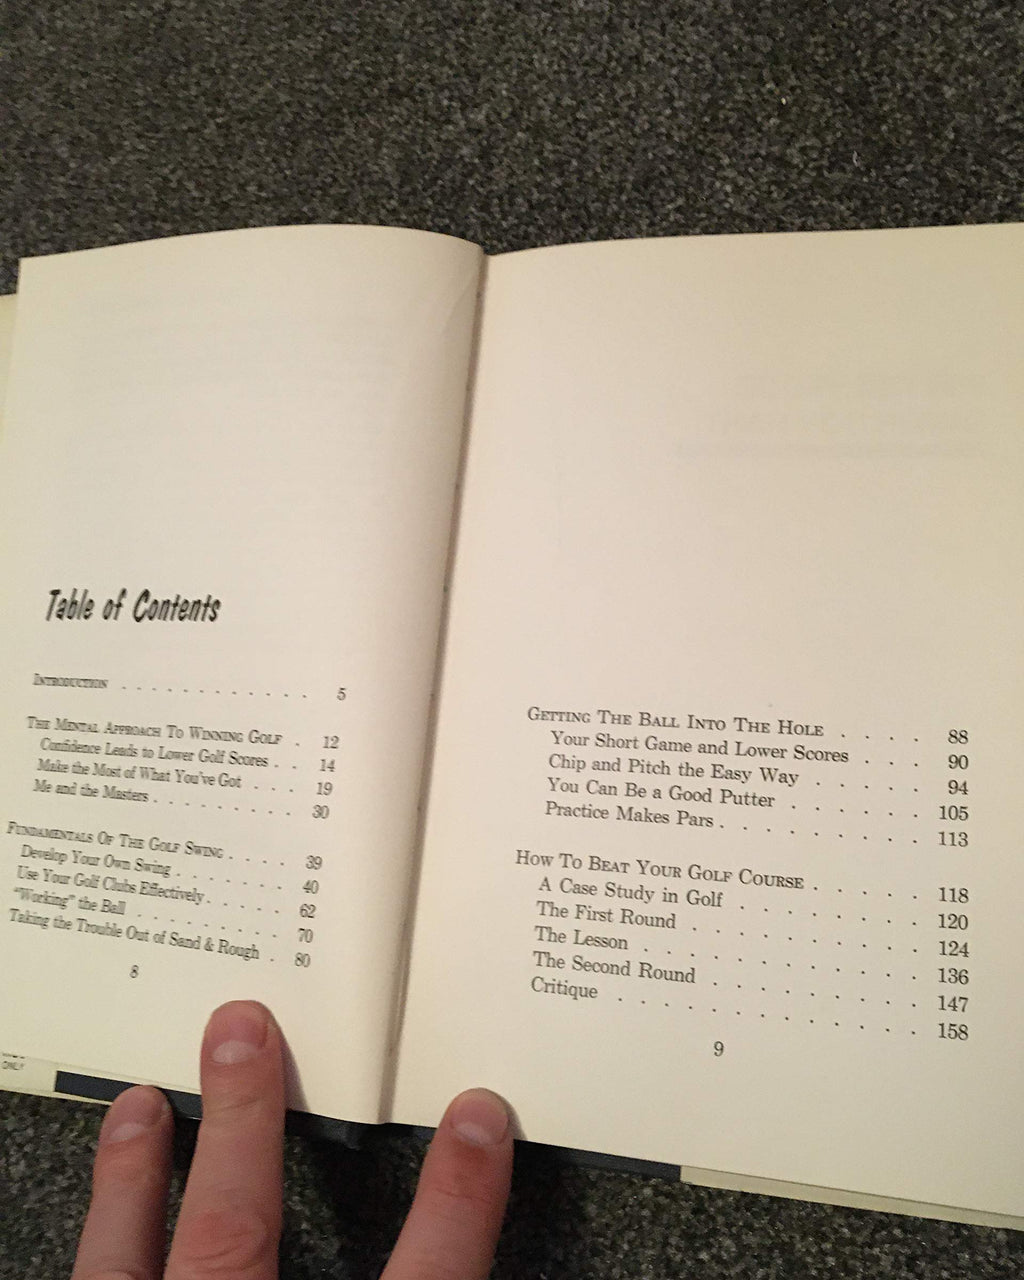 Table of Contents
INTRODUCTION . . . . . . . . . . . . 5
THE MENTAL APPROACH TO WINNING GOLF . 12
Confidence Leads to Lower Golf Scores . . 14
Make the Most of What You've Got . . . 19
Me and the Masters . . . . . . . . 30
FUNDAMENTALS OF THE GOLF SWING . . . . 39
Develop Your Own Swing . . . . . . . 40
Use Your Golf Clubs Effectively . . . . . 62
"Working" the Ball . . . . . . . . 70
Taking the Trouble Out of Sand & Rough . 80
8
ONLY
GETTING THE BALL INTO THE HOLE . . . . 88
Your Short Game and Lower Scores . . . 90
Chip and Pitch the Easy Way . . . . . 94
You Can Be a Good Putter . . . . . . 105
Practice Makes Pars . . . . . . . . 113
HOW TO BEAT YOUR GOLF COURSE . . . . . 118
A Case Study in Golf . . . . . . . . 120
The First Round . . . . . . . . . 124
The Lesson . . . . . . . . . . . 136
The Second Round . . . . . . . . . 147
Critique . . . . . . . . . . . . 158
9